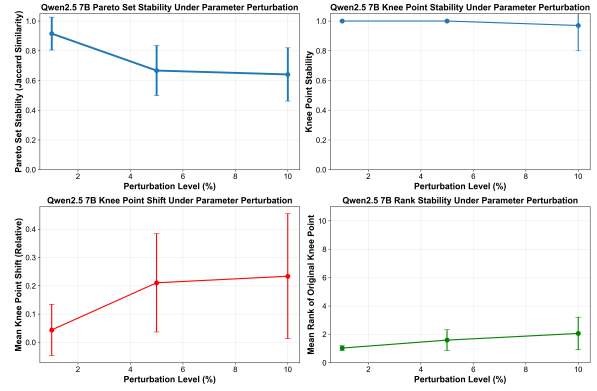 Qwen2.5 7B Pareto Set Stability Under Parameter Perturbation
Pareto Set Stability (Jaccard Similarity)
1.0
0.8
0.6
0.4
0.2
0.0
2 4 6 8 10
Perturbation Level (%)
Qwen2.5 7B Knee Point Stability Under Parameter Perturbation
Knee Point Stability
1.0
0.8
0.6
0.4
0.2
0.0
2 4 6 8 10
Perturbation Level (%)
Qwen2.5 7B Knee Point Shift Under Parameter Perturbation
Mean Knee Point Shift (Relative)
0.4
0.3
0.2
0.1
0.0
2 4 6 8 10
Perturbation Level (%)
Qwen2.5 7B Rank Stability Under Parameter Perturbation
Mean Rank of Original Knee Point
10
8
6
4
2
0
2 4 6 8 10
Perturbation Level (%)